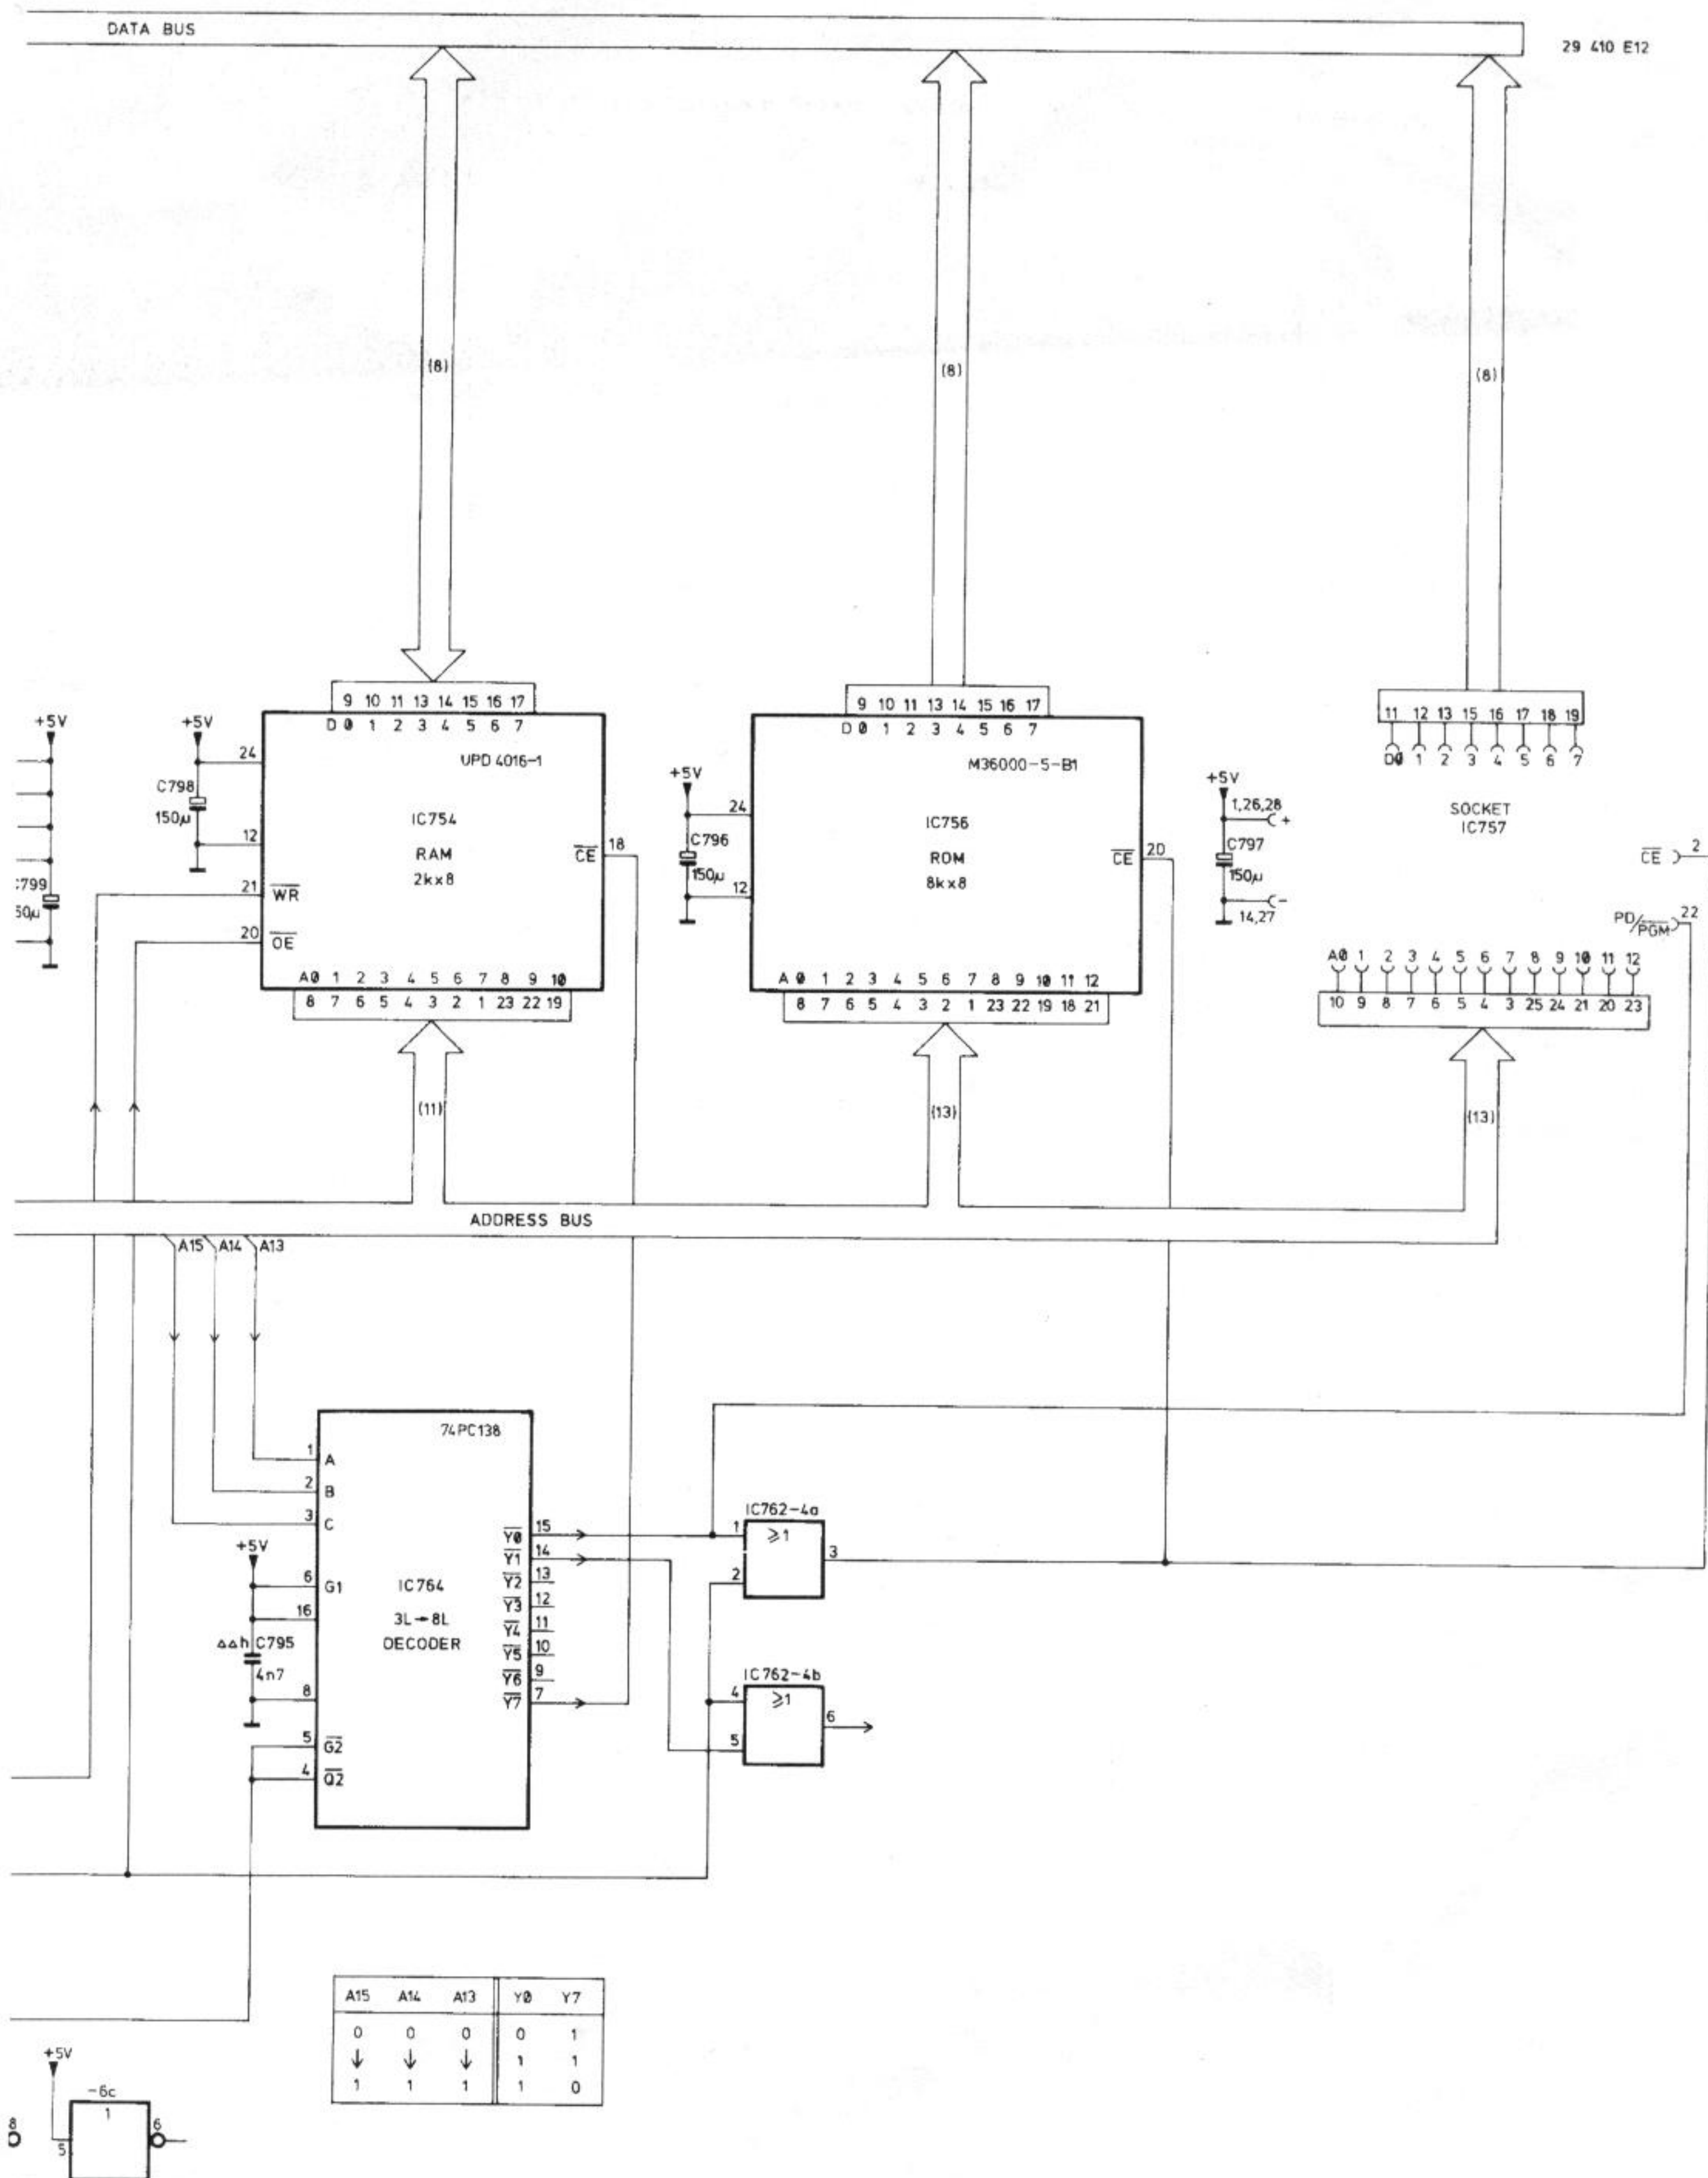 DATA BUS
29 410 E12
(8)
(8)
(8)
9 10 11 13 14 15 16 17
D 0 1 2 3 4 5 6 7
UPD 4016-1
IC754
RAM
2kx8
+5V
+5V
24
C798
150µ
12
21 WR
20 OE
CE 18
A0 1 2 3 4 5 6 7 8 9 10
8 7 6 5 4 3 2 1 23 22 19
9 10 11 13 14 15 16 17
D 0 1 2 3 4 5 6 7
M36000-5-B1
IC756
ROM
8kx8
+5V
24
C796
150µ
12
CE 20
A 0 1 2 3 4 5 6 7 8 9 10 11 12
8 7 6 5 4 3 2 1 23 22 19 18 21
11 12 13 15 16 17 18 19
D0 1 2 3 4 5 6 7
SOCKET
IC757
+5V
1,26,28
+
C797
150µ
-
14,27
CE 2
PD/PGM 22
A0 1 2 3 4 5 6 7 8 9 10 11 12
10 9 8 7 6 5 4 3 25 24 21 20 23
:799
50µ
(11)
(13)
(13)
ADDRESS BUS
A15 A14 A13
74PC138
1 A
2 B
3 C
+5V
6 G1
16
ΔΔh C795
4n7
8
5 G2
4 Q2
IC764
3L→8L
DECODER
Y0 15
Y1 14
Y2 13
Y3 12
Y4 11
Y5 10
Y6 9
Y7 7
IC762-4a
1
≥1
2
3
IC762-4b
4
≥1
5
6
A15 A14 A13 Y0 Y7
0 0 0 0 1
↓ ↓ ↓ 1 1
1 1 1 1 0
+5V
-6c
1
8
5
6